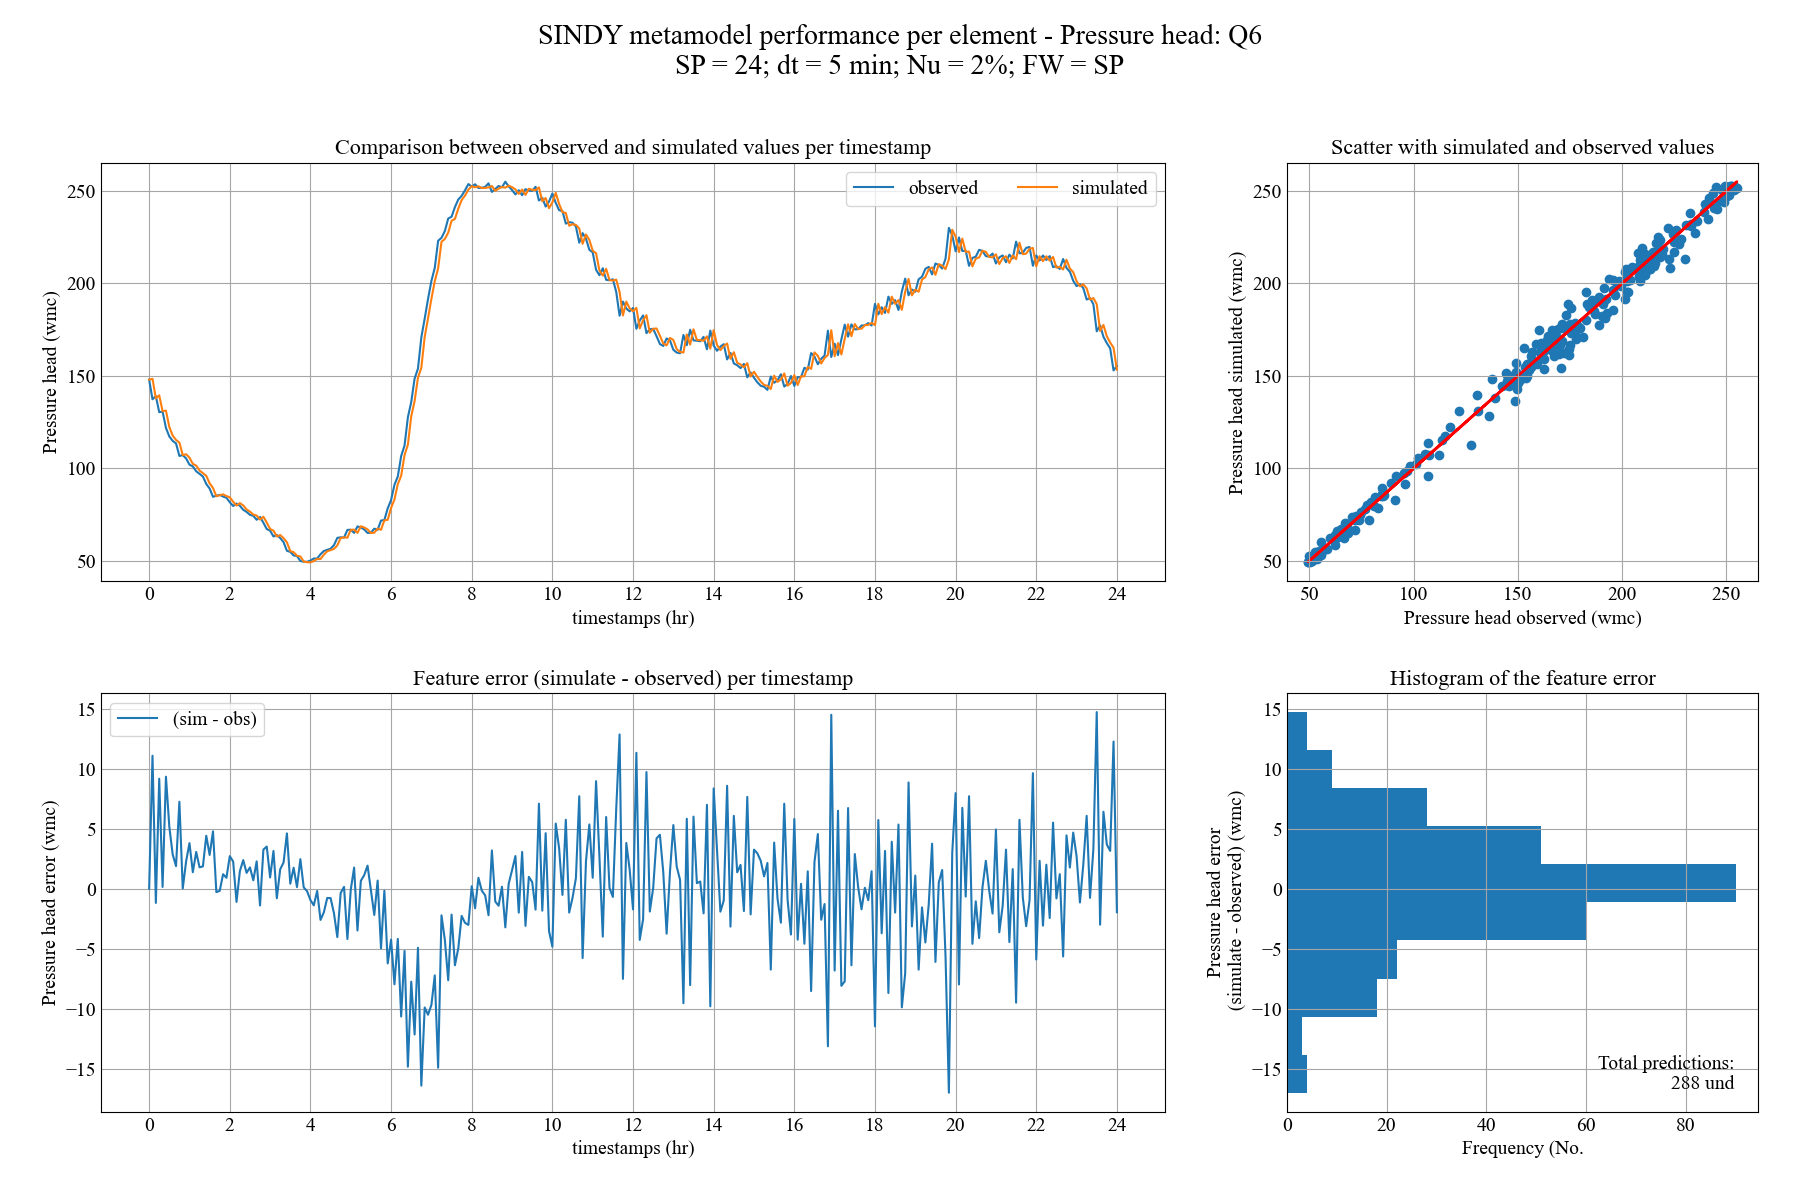 SINDY metamodel performance per element - Pressure head: Q6
SP = 24; dt = 5 min; Nu = 2%; FW = SP
Comparison between observed and simulated values per timestamp
observed
simulated
Pressure head (wmc)
250
200
150
100
50
0 2 4 6 8 10 12 14 16 18 20 22 24
timestamps (hr)
Scatter with simulated and observed values
Pressure head simulated (wmc)
250
200
150
100
50
50 100 150 200 250
Pressure head observed (wmc)
Feature error (simulate - observed) per timestamp
(sim - obs)
Pressure head error (wmc)
15
10
5
0
−5
−10
−15
0 2 4 6 8 10 12 14 16 18 20 22 24
timestamps (hr)
Histogram of the feature error
Pressure head error
(simulate - observed) (wmc)
15
10
5
0
−5
−10
−15
Total predictions:
288 und
0 20 40 60 80
Frequency (No.